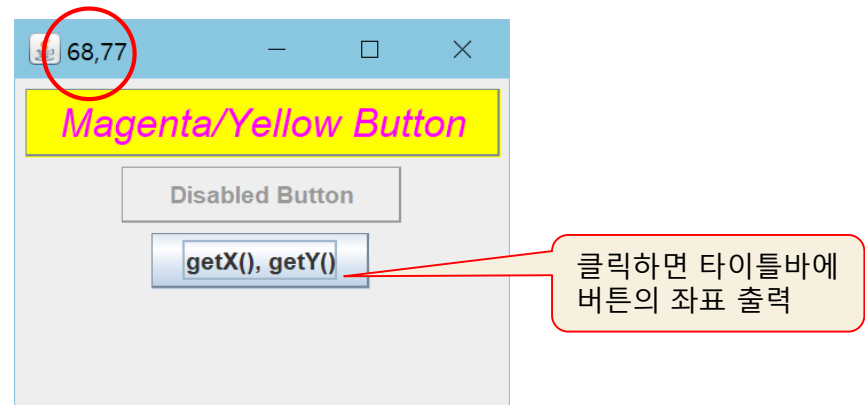 68,77
Magenta/Yellow Button
Disabled Button
getX(), getY()
클릭하면 타이틀바에
버튼의 좌표 출력